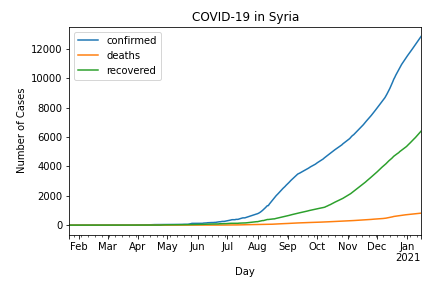 COVID-19 in Syria
confirmed
deaths
recovered
Number of Cases
12000
10000
8000
6000
4000
2000
0
Feb Mar Apr May Jun Jul Aug Sep Oct Nov Dec Jan
2021
Day